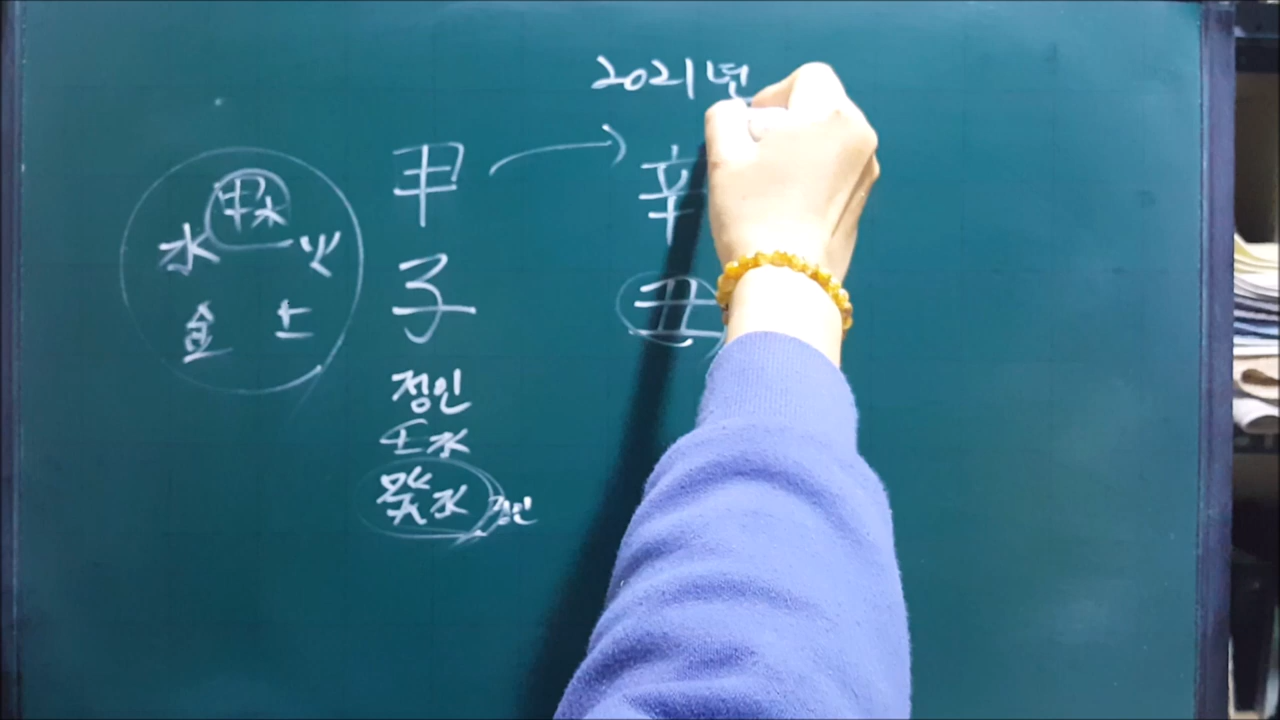 2021년
甲
辛
子
丑
甲木
水
火
金
土
정인
壬水
癸水 정인